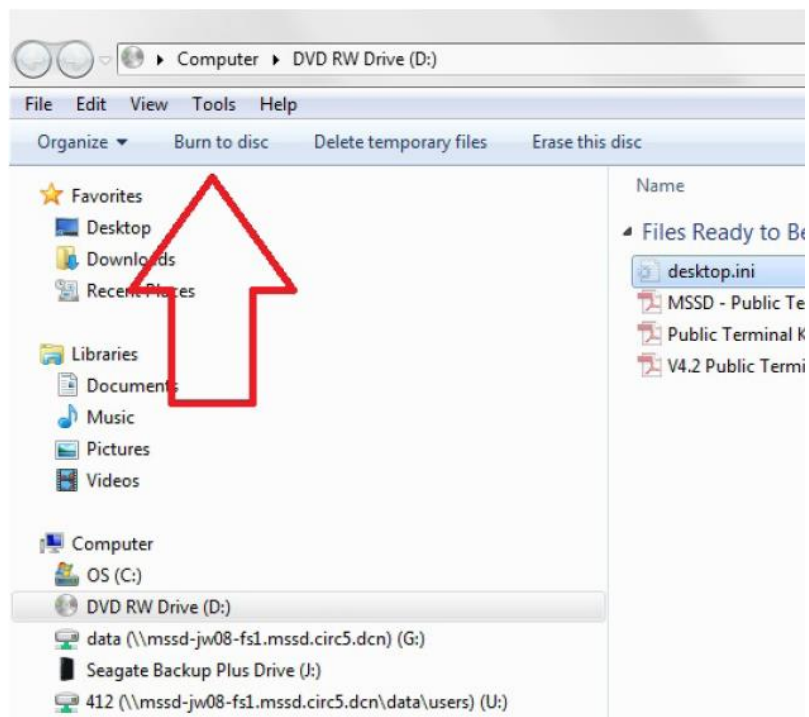 Computer ▸ DVD RW Drive (D:)
File Edit View Tools Help
Organize Burn to disc Delete temporary files Erase this disc
Favorites
Desktop
Downloads
Recent Places
Libraries
Documents
Music
Pictures
Videos
Computer
OS (C:)
DVD RW Drive (D:)
data (\\mssd-jw08-fs1.mssd.circ5.dcn) (G:)
Seagate Backup Plus Drive (J:)
412 (\\mssd-jw08-fs1.mssd.circ5.dcn\data\users) (U:)
Name
Files Ready to Be
desktop.ini
MSSD - Public Te
Public Terminal K
V4.2 Public Termi